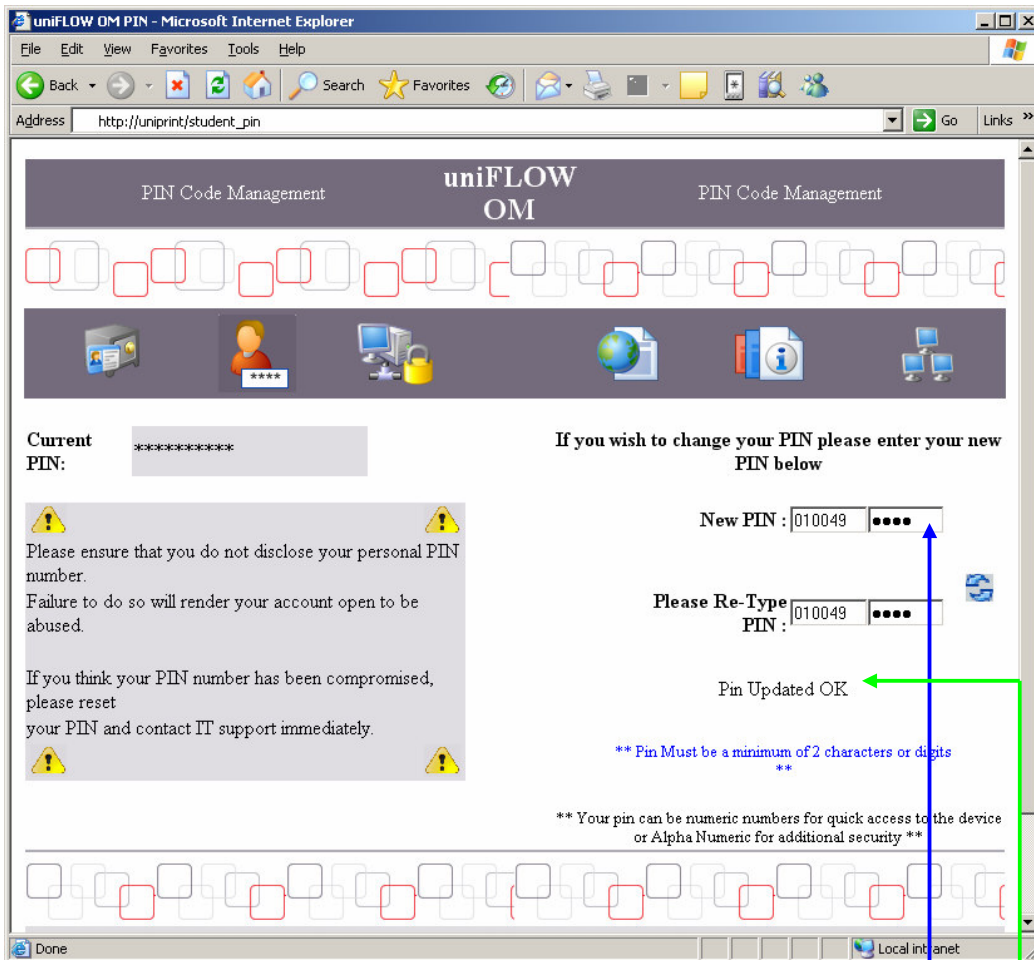 uniFLOW OM PIN - Microsoft Internet Explorer
File Edit View Favorites Tools Help
Back Search Favorites
Address http://uniprint/student_pin Go Links »
PIN Code Management
uniFLOW
OM
PIN Code Management
****
Current
PIN:
**********
If you wish to change your PIN please enter your new
PIN below
New PIN : 010049 ●●●●
Please ensure that you do not disclose your personal PIN
number.
Failure to do so will render your account open to be
abused.
If you think your PIN number has been compromised,
please reset
your PIN and contact IT support immediately.
Please Re-Type
PIN : 010049 ●●●●
Pin Updated OK
** Pin Must be a minimum of 2 characters or digits
**
** Your pin can be numeric numbers for quick access to the device
or Alpha Numeric for additional security **
Done
Local intranet